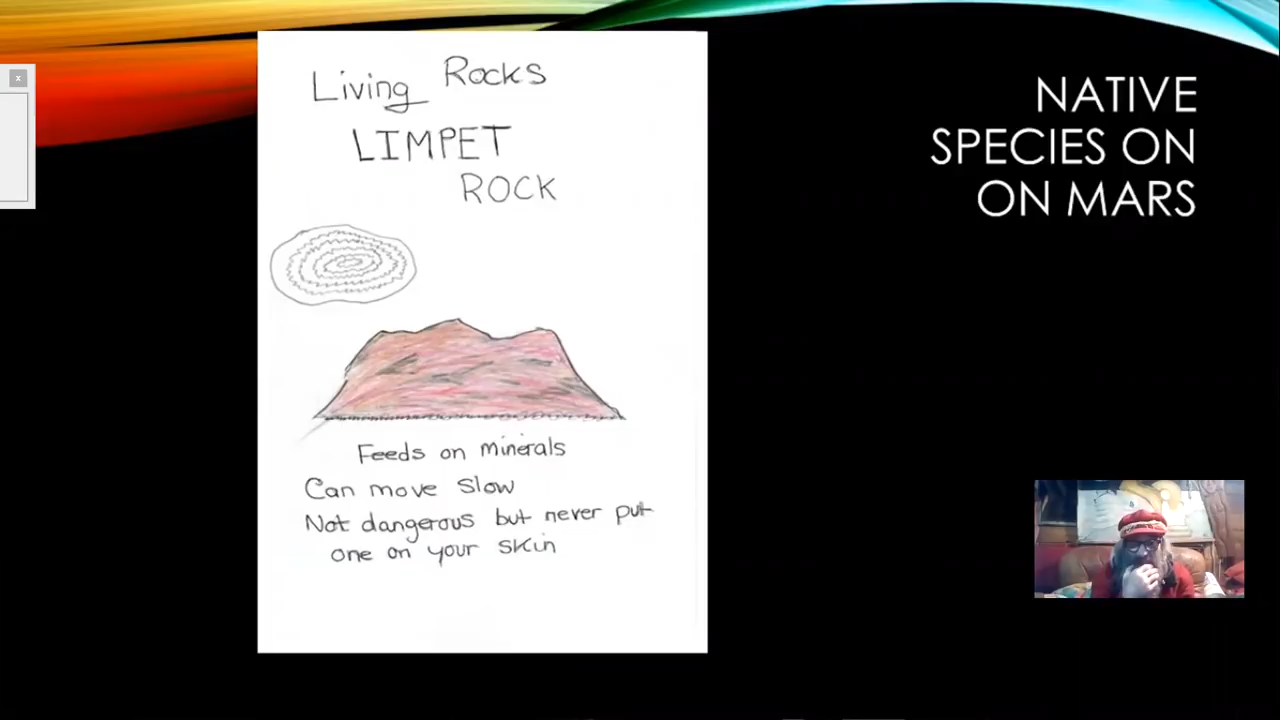 Living Rocks
LIMPET
ROCK
Feeds on minerals
Can move slow
Not dangerous but never put
one on your skin
NATIVE
SPECIES ON
ON MARS
x